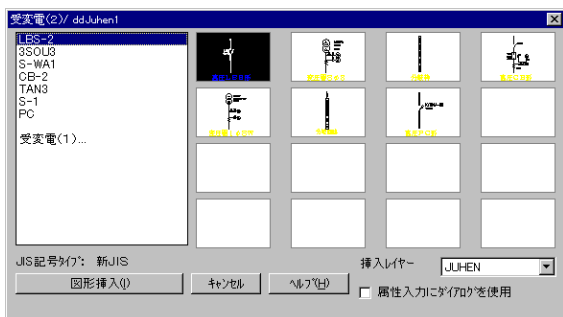 受変電(2)/ ddJuhen1
LBS-2
3SOU3
S-WA1
CB-2
TAN3
S-1
PC
受変電(1)...
JIS記号ﾀｲﾌﾟ: 新JIS
挿入ﾚｲﾔｰ
JUHEN
図形挿入(I)
ｷｬﾝｾﾙ
ﾍﾙﾌﾟ(H)
属性入力にﾀﾞｲｱﾛｸﾞを使用